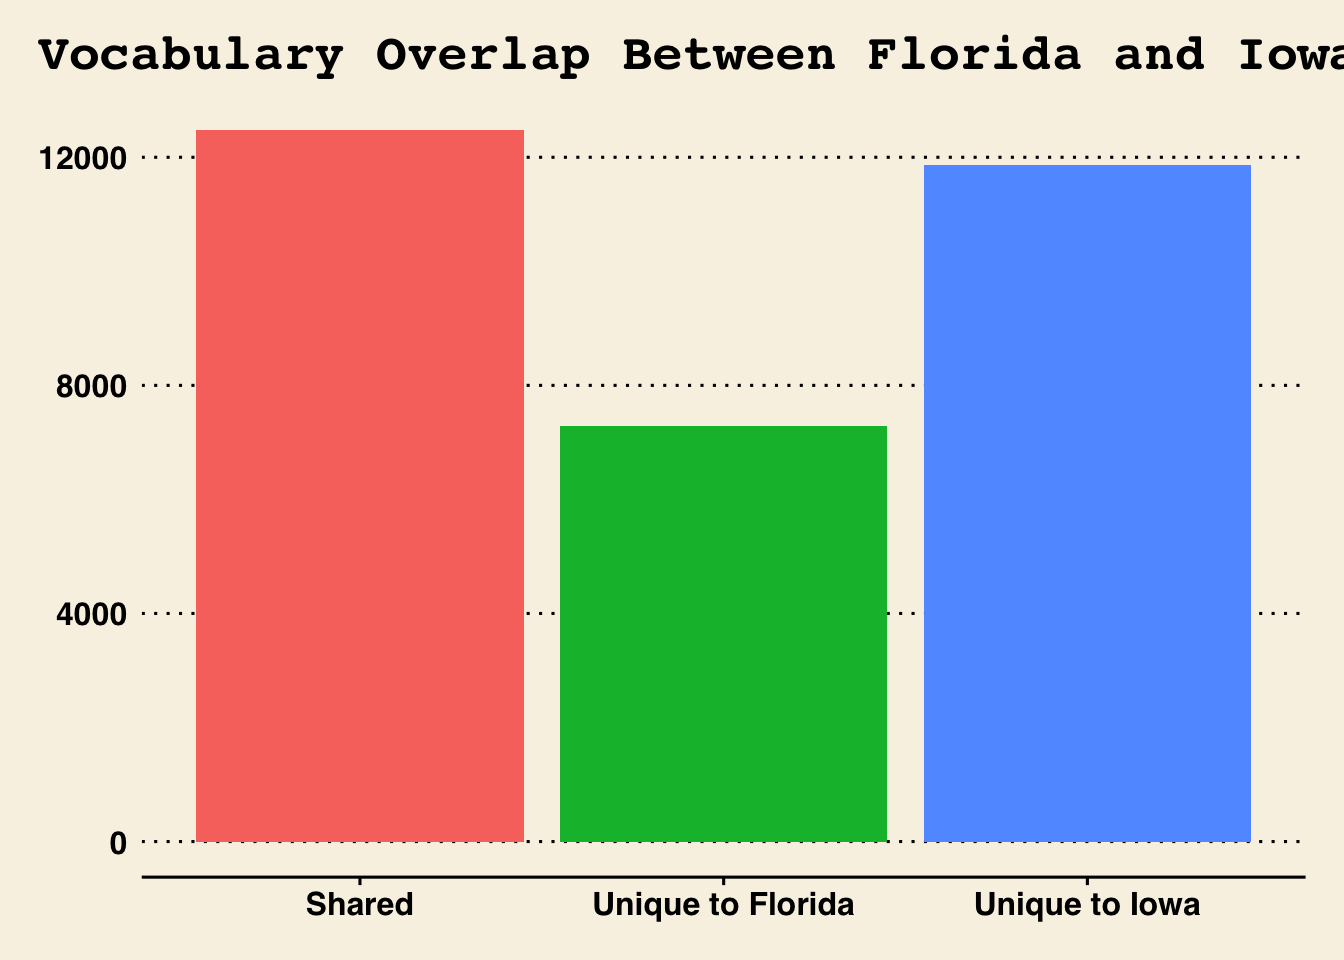 Vocabulary Overlap Between Florida and Iowa
12000
8000
4000
0
Shared Unique to Florida Unique to Iowa